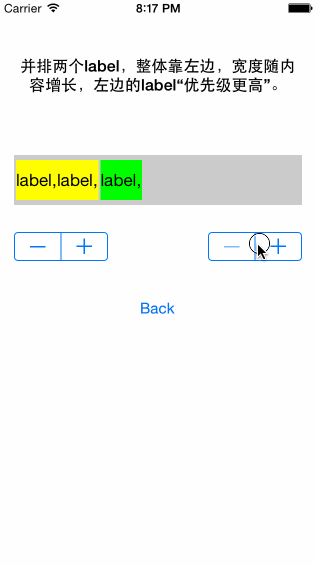 Carrier 8:17 PM
并排两个label，整体靠左边，宽度随内
容增长，左边的label“优先级更高”。
label,label, label,
Back